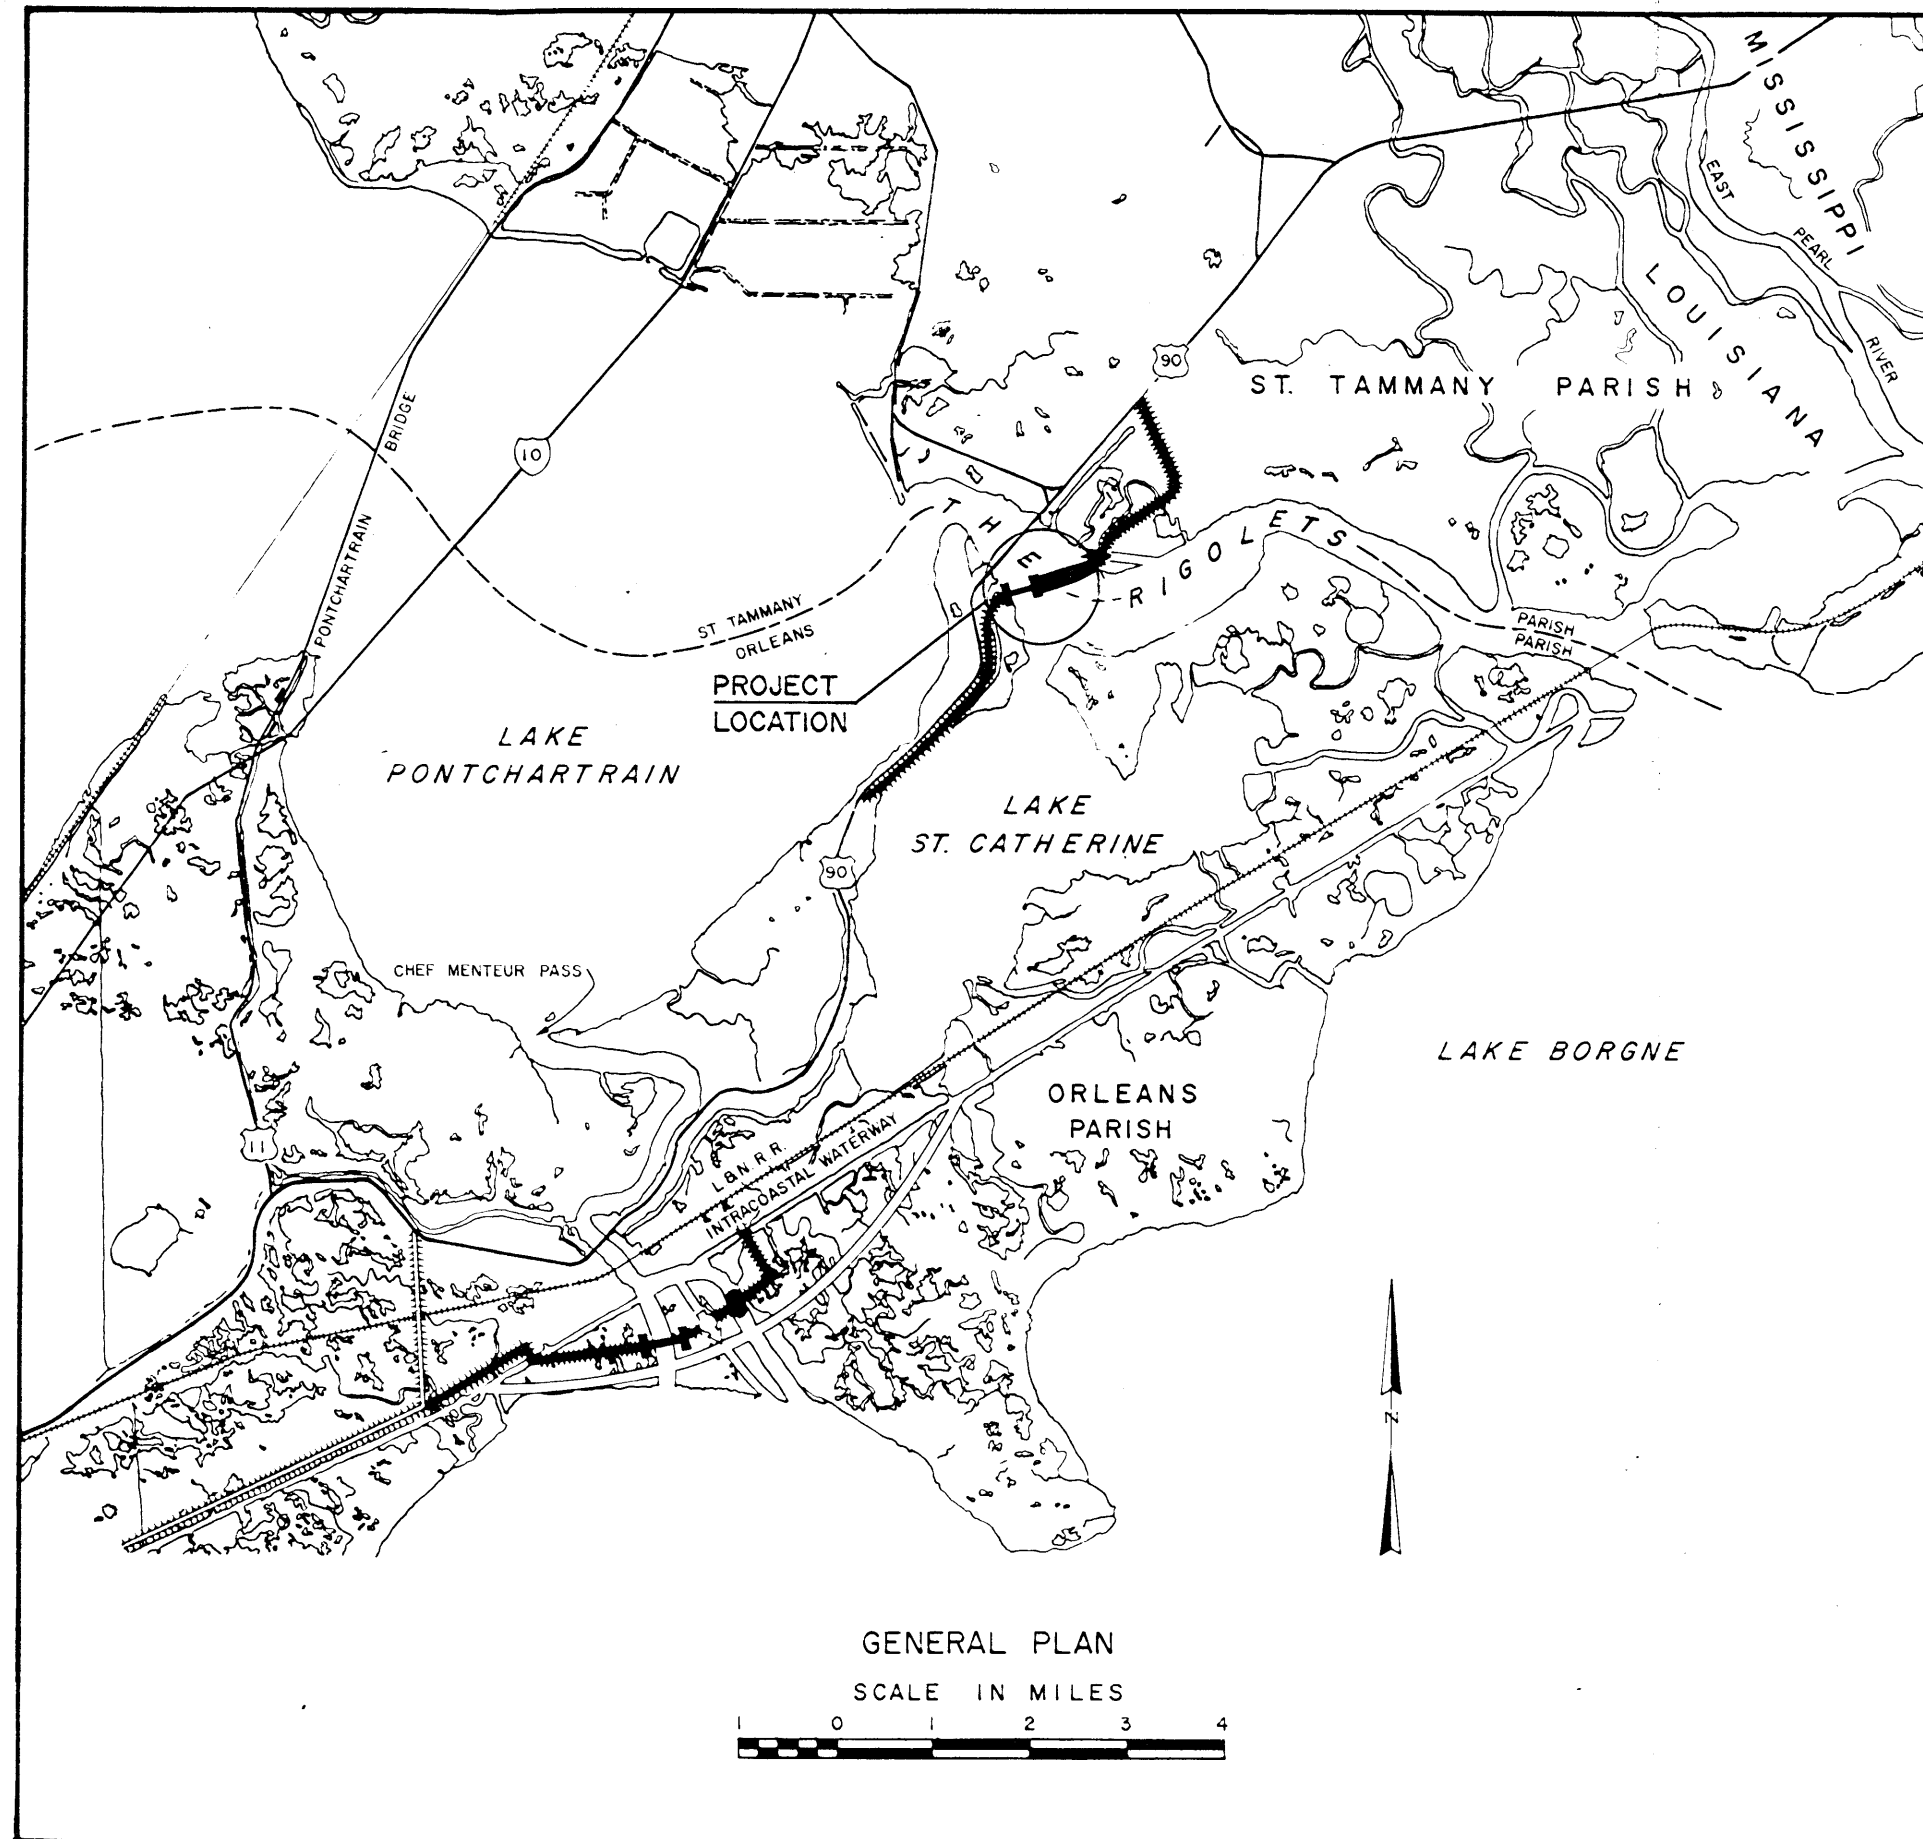 MISSISSIPPI
EAST
PEARL
RIVER
LOUISIANA
90
ST. TAMMANY PARISH
BRIDGE
10
PONTCHARTRAIN
THE RIGOLETS
ST TAMMANY
ORLEANS
PARISH
PARISH
PROJECT
LOCATION
LAKE
PONTCHARTRAIN
LAKE
ST. CATHERINE
90
CHEF MENTEUR PASS
LAKE BORGNE
ORLEANS
PARISH
11
L.&N. R. R.
INTRACOASTAL WATERWAY
N
GENERAL PLAN
SCALE IN MILES
1 0 1 2 3 4